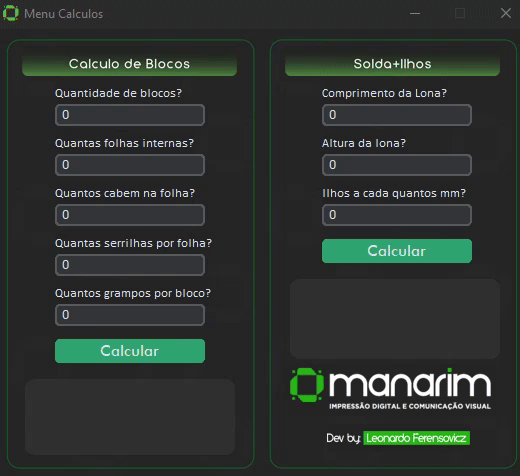 Menu Calculos
Calculo de Blocos
Quantidade de blocos?
0
Quantas folhas internas?
0
Quantos cabem na folha?
0
Quantas serrilhas por folha?
0
Quantos grampos por bloco?
0
Calcular
Solda+Ilhos
Comprimento da Lona?
0
Altura da lona?
0
Ilhos a cada quantos mm?
0
Calcular
manarim
IMPRESSÃO DIGITAL E COMUNICAÇÃO VISUAL
Dev by: Leonardo Ferensovicz